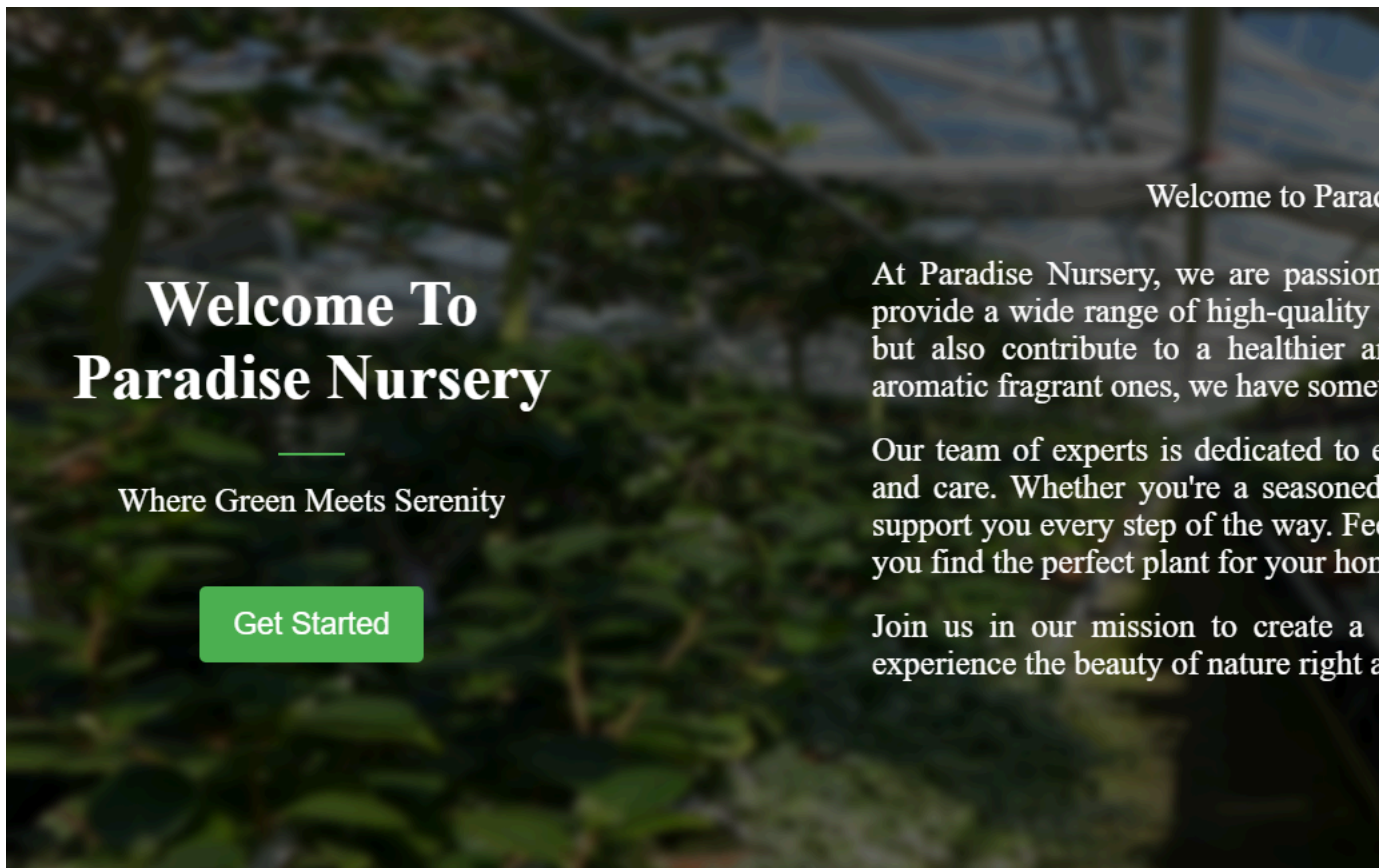 Welcome To
Paradise Nursery
Where Green Meets Serenity
Get Started
Welcome to
At Paradise Nursery, we are
provide a wide range of high-quality
but also contribute to a healthier
aromatic fragrant ones, we have
Our team of experts is dedicated to
and care. Whether you're a seasoned
support you every step of the way.
you find the perfect plant for your
Join us in our mission to create a
experience the beauty of nature right